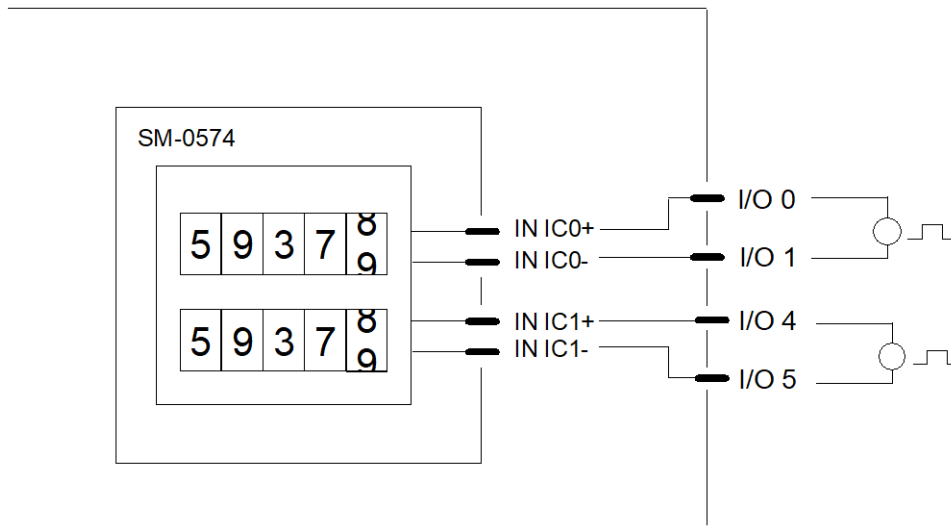 SM-0574
5 9 3 7 8
9
IN IC0+
IN IC0-
I/O 0
I/O 1
5 9 3 7 8
9
IN IC1+
IN IC1-
I/O 4
I/O 5